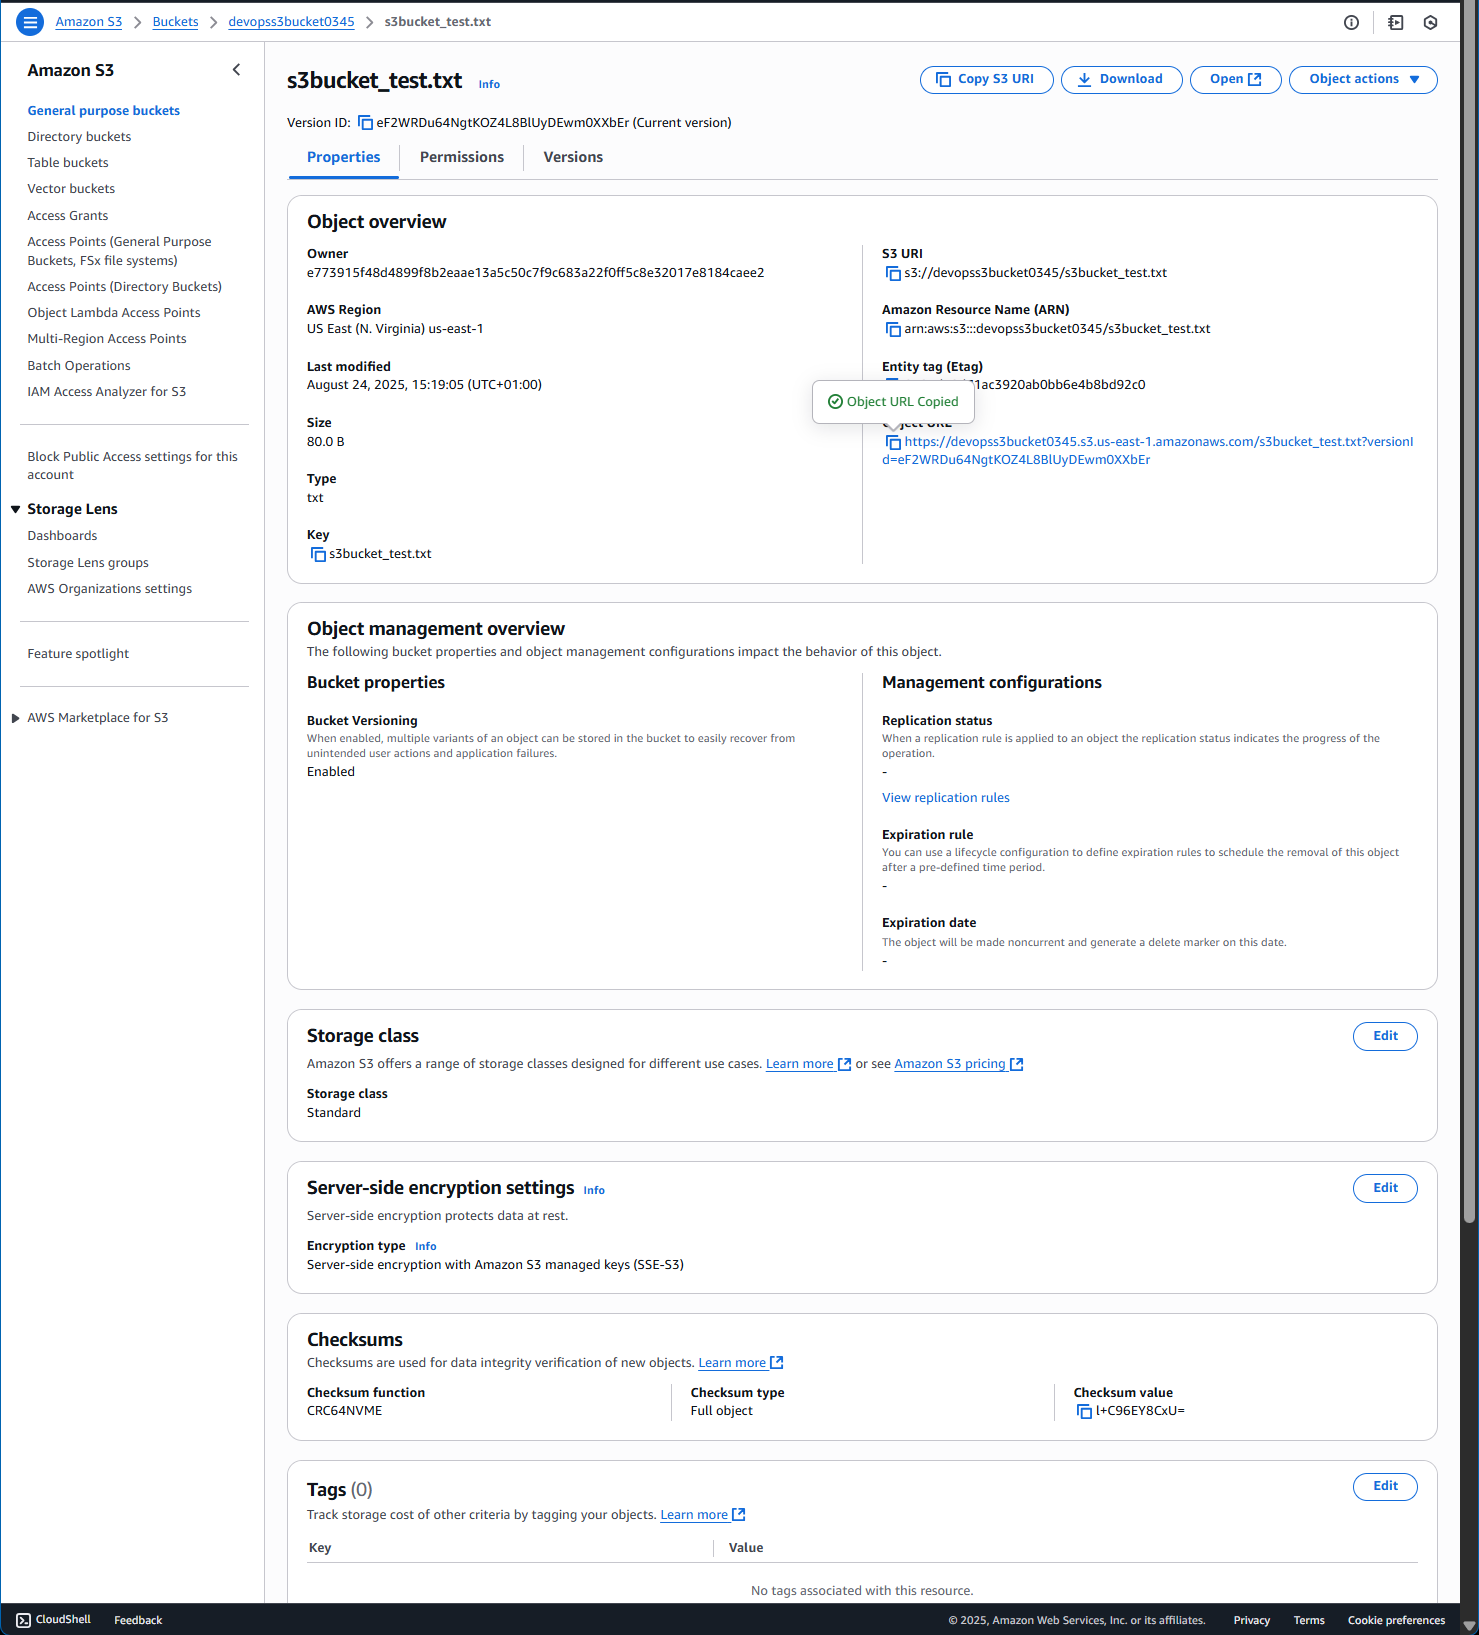 Amazon S3 > Buckets > devopss3bucket0345 > s3bucket_test.txt
Amazon S3
General purpose buckets
Directory buckets
Table buckets
Vector buckets
Access Grants
Access Points (General Purpose
Buckets, FSx file systems)
Access Points (Directory Buckets)
Object Lambda Access Points
Multi-Region Access Points
Batch Operations
IAM Access Analyzer for S3
Block Public Access settings for this
account
Storage Lens
Dashboards
Storage Lens groups
AWS Organizations settings
Feature spotlight
AWS Marketplace for S3
s3bucket_test.txt Info
Copy S3 URI Download Open Object actions
Version ID: eF2WRDu64NgtKOZ4L8BlUyDEwm0XXbEr (Current version)
Properties Permissions Versions
Object overview
Owner
e773915f48d4899f8b2eaae13a5c50c7f9c683a22f0ff5c8e32017e8184caee2
AWS Region
US East (N. Virginia) us-east-1
Last modified
August 24, 2025, 15:19:05 (UTC+01:00)
Size
80.0 B
Type
txt
Key
s3bucket_test.txt
S3 URI
s3://devopss3bucket0345/s3bucket_test.txt
Amazon Resource Name (ARN)
arn:aws:s3:::devopss3bucket0345/s3bucket_test.txt
Entity tag (Etag)
1ac3920ab0bb6e4b8bd92c0
Object URL Copied
https://devopss3bucket0345.s3.us-east-1.amazonaws.com/s3bucket_test.txt?versionI
d=eF2WRDu64NgtKOZ4L8BlUyDEwm0XXbEr
Object management overview
The following bucket properties and object management configurations impact the behavior of this object.
Bucket properties
Bucket Versioning
When enabled, multiple variants of an object can be stored in the bucket to easily recover from
unintended user actions and application failures.
Enabled
Management configurations
Replication status
When a replication rule is applied to an object the replication status indicates the progress of the
operation.
-
View replication rules
Expiration rule
You can use a lifecycle configuration to define expiration rules to schedule the removal of this object
after a pre-defined time period.
-
Expiration date
The object will be made noncurrent and generate a delete marker on this date.
-
Storage class
Edit
Amazon S3 offers a range of storage classes designed for different use cases. Learn more or see Amazon S3 pricing
Storage class
Standard
Server-side encryption settings Info
Edit
Server-side encryption protects data at rest.
Encryption type Info
Server-side encryption with Amazon S3 managed keys (SSE-S3)
Checksums
Checksums are used for data integrity verification of new objects. Learn more
Checksum function
CRC64NVME
Checksum type
Full object
Checksum value
l+C96EY8CxU=
Tags (0)
Edit
Track storage cost of other criteria by tagging your objects. Learn more
Key Value
No tags associated with this resource.
CloudShell Feedback © 2025, Amazon Web Services, Inc. or its affiliates. Privacy Terms Cookie preferences